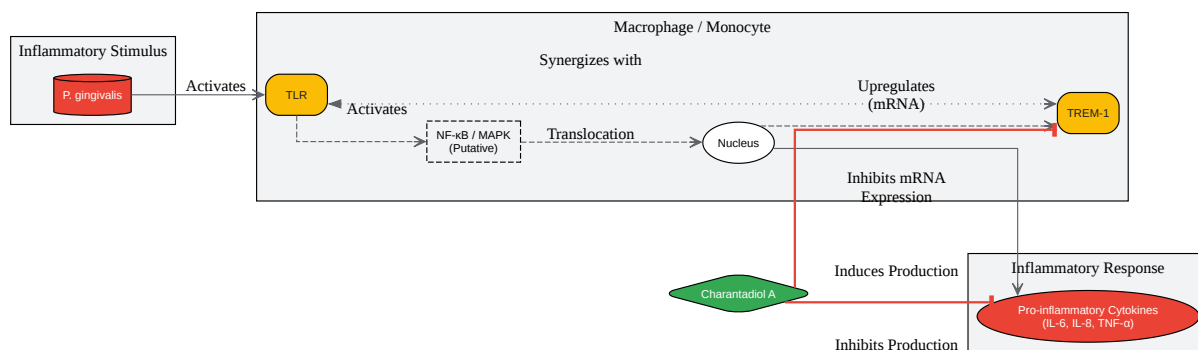 Macrophage / Monocyte
Inflammatory Stimulus
Synergizes with
P. gingivalis
Activates
TLR
Activates
Upregulates
(mRNA)
TREM-1
NF-κB / MAPK
(Putative)
Translocation
Nucleus
Inhibits mRNA
Expression
Induces Production
Inflammatory Response
Charantadiol A
Pro-inflammatory Cytokines
(IL-6, IL-8, TNF-α)
Inhibits Production